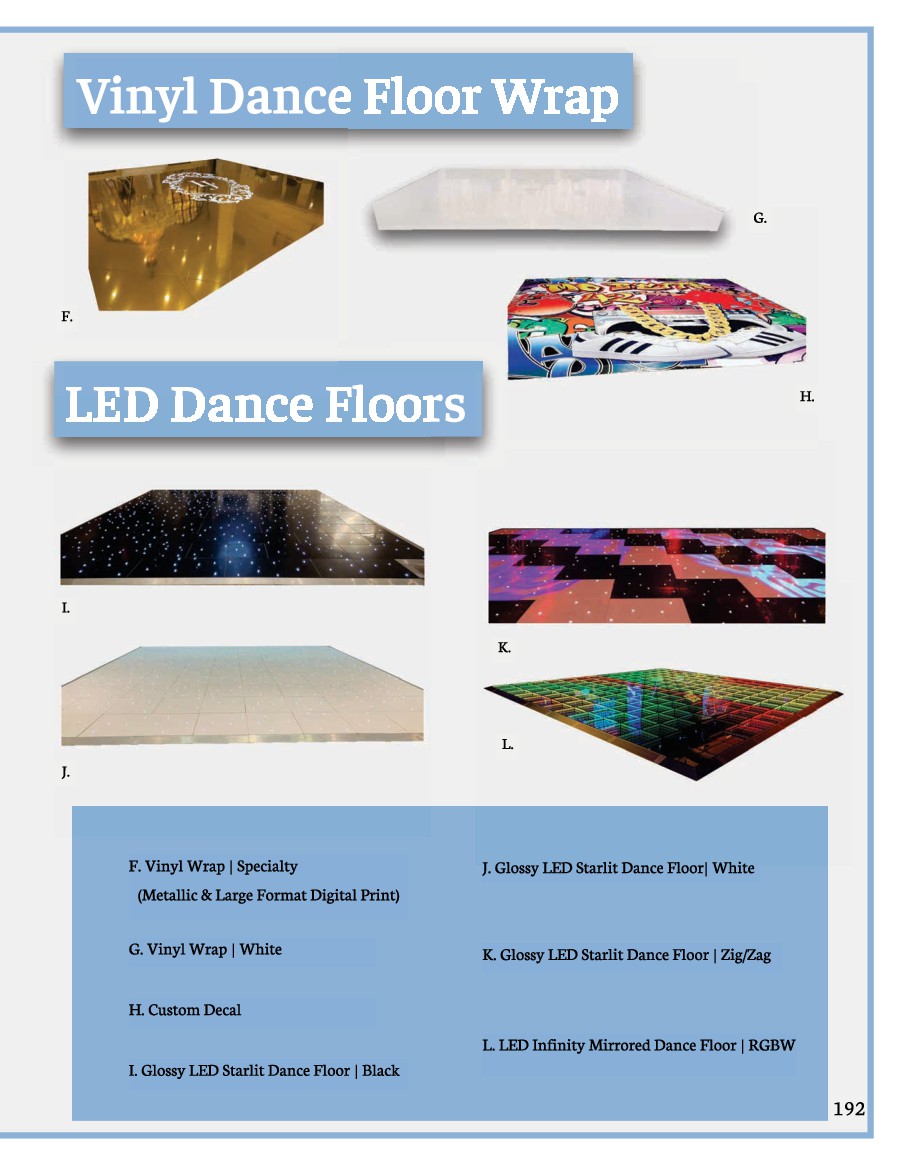 Vinyl Dance Floor Wrap
F.
G.
H.
LED Dance Floors
I.
K.
J.
L.
F. Vinyl Wrap | Specialty
(Metallic & Large Format Digital Print)
G. Vinyl Wrap | White
H. Custom Decal
I. Glossy LED Starlit Dance Floor | Black
J. Glossy LED Starlit Dance Floor| White
K. Glossy LED Starlit Dance Floor | Zig/Zag
L. LED Infinity Mirrored Dance Floor | RGBW
192